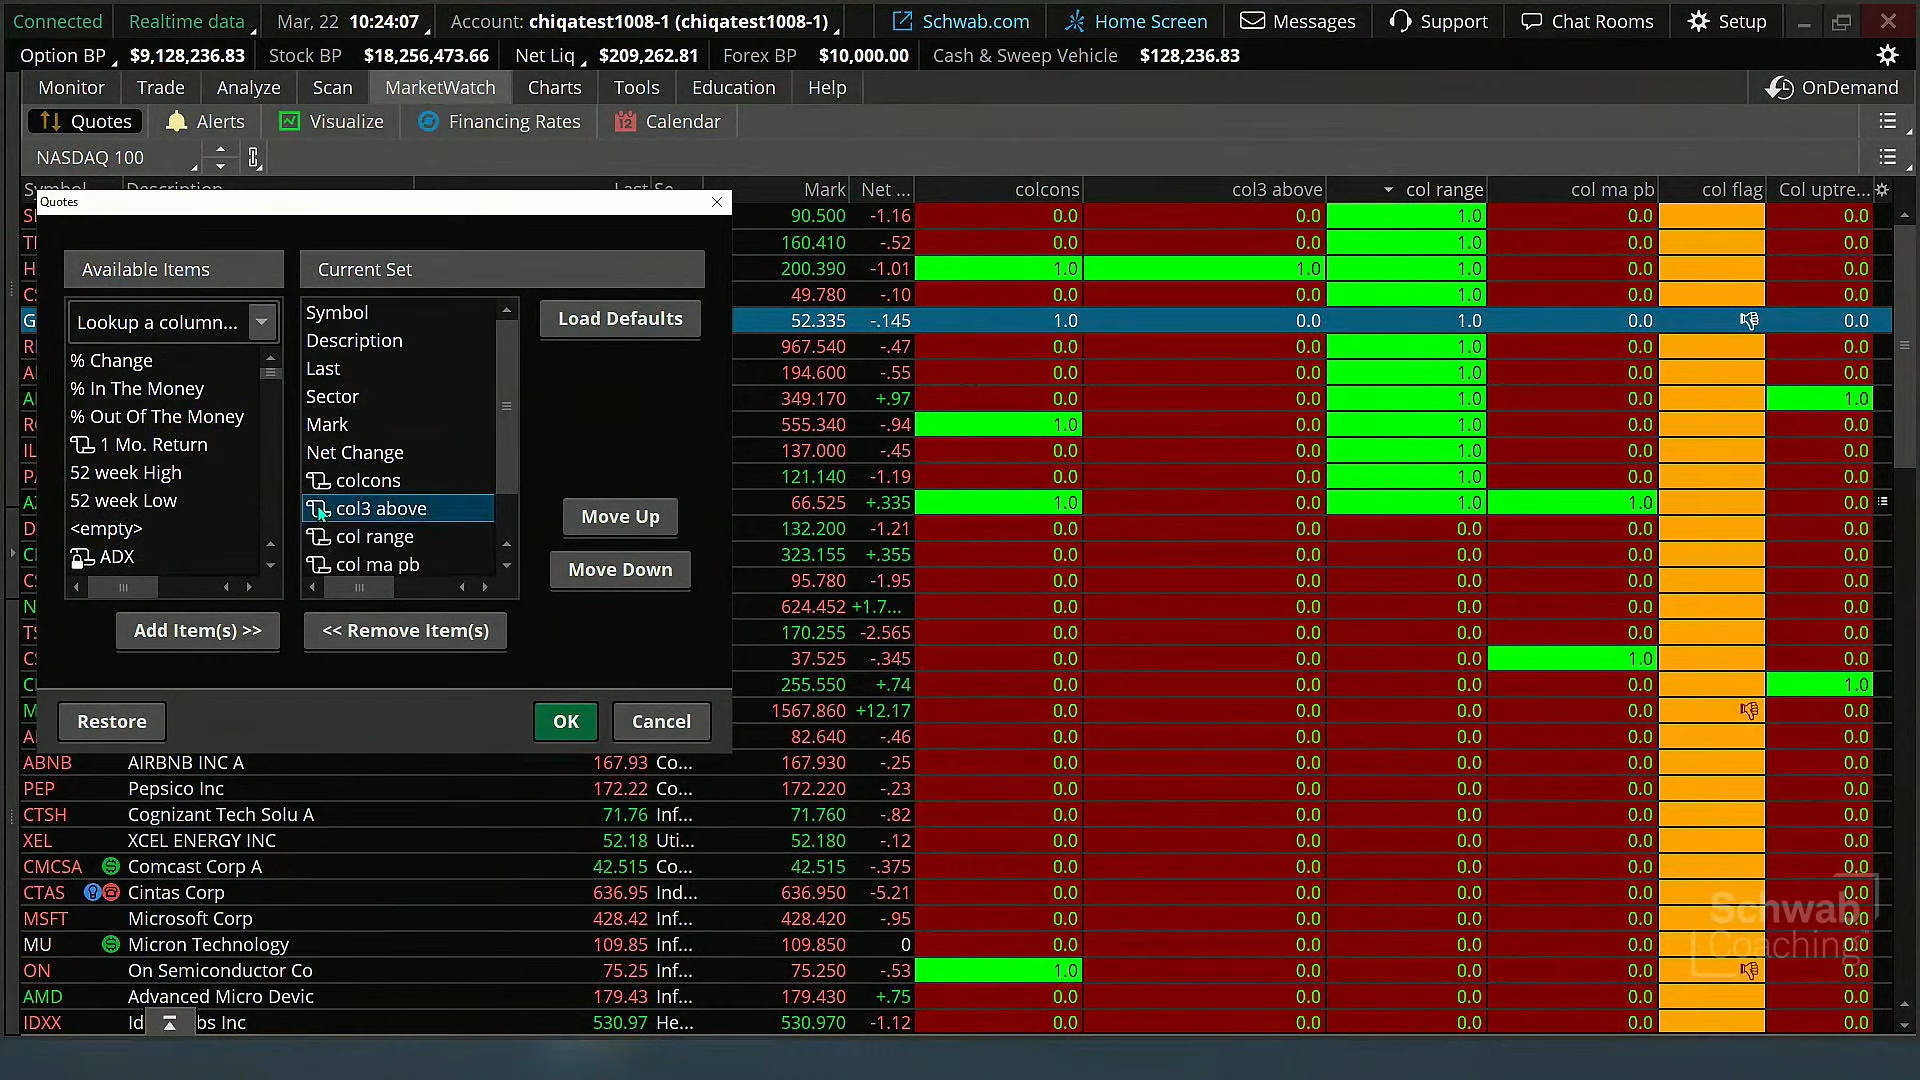 Connected Realtime data Mar, 22 10:24:07 Account: chiqatest1008-1 (chiqatest1008-1) Schwab.com Home Screen Messages Support Chat Rooms Setup
Option BP $9,128,236.83 Stock BP $18,256,473.66 Net Liq $209,262.81 Forex BP $10,000.00 Cash & Sweep Vehicle $128,236.83
Monitor Trade Analyze Scan MarketWatch Charts Tools Education Help OnDemand
Quotes Alerts Visualize Financing Rates 12 Calendar
NASDAQ 100
Symbol Description Last Se... Mark Net ... colcons col3 above col range col ma pb col flag Col uptre...
Quotes
Available Items Current Set
Lookup a column...
% Change
% In The Money
% Out Of The Money
1 Mo. Return
52 week High
52 week Low
<empty>
ADX
Symbol
Description
Last
Sector
Mark
Net Change
colcons
col3 above
col range
col ma pb
Load Defaults
Move Up
Move Down
Add Item(s) >> << Remove Item(s)
Restore OK Cancel
90.500 -1.16 0.0 0.0 1.0 0.0 0.0
160.410 -.52 0.0 0.0 1.0 0.0 0.0
200.390 -1.01 1.0 1.0 1.0 0.0 0.0
49.780 -.10 0.0 0.0 1.0 0.0 0.0
52.335 -.145 1.0 0.0 1.0 0.0 0.0
967.540 -.47 0.0 0.0 1.0 0.0 0.0
194.600 -.55 0.0 0.0 1.0 0.0 0.0
349.170 +.97 0.0 0.0 1.0 0.0 1.0
555.340 -.94 1.0 0.0 1.0 0.0 0.0
137.000 -.45 0.0 0.0 1.0 0.0 0.0
121.140 -1.19 0.0 0.0 1.0 0.0 0.0
66.525 +.335 1.0 0.0 1.0 1.0 0.0
132.200 -1.21 0.0 0.0 0.0 0.0 0.0
323.155 +.355 0.0 0.0 0.0 0.0 0.0
95.780 -1.95 0.0 0.0 0.0 0.0 0.0
624.452 +1.7... 0.0 0.0 0.0 0.0 0.0
170.255 -2.565 0.0 0.0 0.0 0.0 0.0
37.525 -.345 0.0 0.0 0.0 1.0 0.0
255.550 +.74 0.0 0.0 0.0 0.0 1.0
1567.860 +12.17 0.0 0.0 0.0 0.0 0.0
82.640 -.46 0.0 0.0 0.0 0.0 0.0
ABNB AIRBNB INC A 167.93 Co... 167.930 -.25 0.0 0.0 0.0 0.0 0.0
PEP Pepsico Inc 172.22 Co... 172.220 -.23 0.0 0.0 0.0 0.0 0.0
CTSH Cognizant Tech Solu A 71.76 Inf... 71.760 -.82 0.0 0.0 0.0 0.0 0.0
XEL XCEL ENERGY INC 52.18 Uti... 52.180 -.12 0.0 0.0 0.0 0.0 0.0
CMCSA Comcast Corp A 42.515 Co... 42.515 -.375 0.0 0.0 0.0 0.0 0.0
CTAS Cintas Corp 636.95 Ind... 636.950 -5.21 0.0 0.0 0.0 0.0 0.0
MSFT Microsoft Corp 428.42 Inf... 428.420 -.95 0.0 0.0 0.0 0.0 0.0
MU Micron Technology 109.85 Inf... 109.850 0 0.0 0.0 0.0 0.0 0.0
ON On Semiconductor Co 75.25 Inf... 75.250 -.53 1.0 0.0 0.0 0.0 0.0
AMD Advanced Micro Devic 179.43 Inf... 179.430 +.75 0.0 0.0 0.0 0.0 0.0
IDXX Id bs Inc 530.97 He... 530.970 -1.12 0.0 0.0 0.0 0.0 0.0
Schwab
Coaching